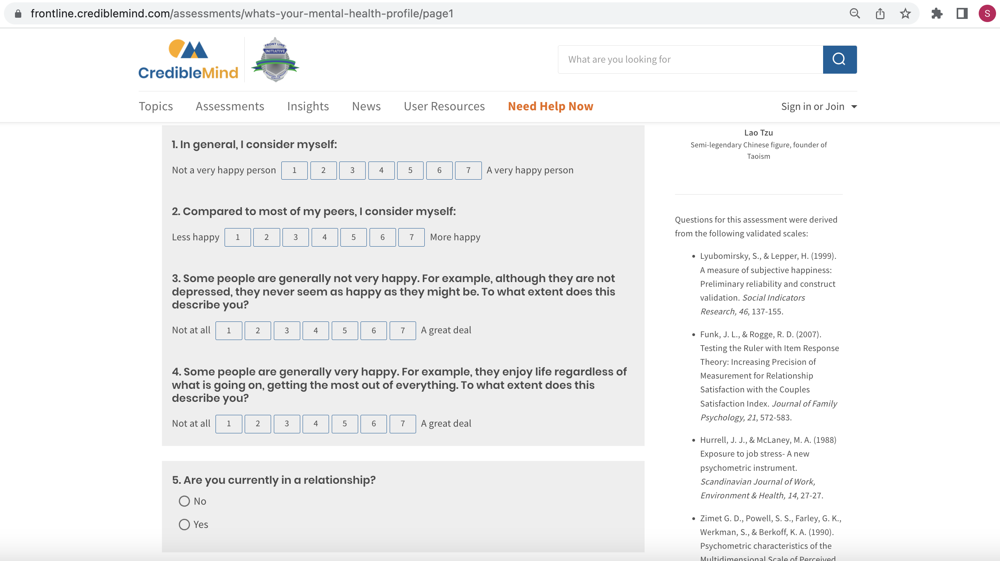 frontline.crediblemind.com/assessments/whats-your-mental-health-profile/page1
S
CredibleMind
FRONT LINE
INITIATIVE
RECOVERY THROUGH
SERVICE
What are you looking for
Topics Assessments Insights News User Resources Need Help Now Sign in or Join
1. In general, I consider myself:
Not a very happy person 1 2 3 4 5 6 7 A very happy person
2. Compared to most of my peers, I consider myself:
Less happy 1 2 3 4 5 6 7 More happy
3. Some people are generally not very happy. For example, although they are not
depressed, they never seem as happy as they might be. To what extent does this
describe you?
Not at all 1 2 3 4 5 6 7 A great deal
4. Some people are generally very happy. For example, they enjoy life regardless of
what is going on, getting the most out of everything. To what extent does this
describe you?
Not at all 1 2 3 4 5 6 7 A great deal
5. Are you currently in a relationship?
No
Yes
Lao Tzu
Semi-legendary Chinese figure, founder of
Taoism
Questions for this assessment were derived
from the following validated scales:
• Lyubomirsky, S., & Lepper, H. (1999).
A measure of subjective happiness:
Preliminary reliability and construct
validation. Social Indicators
Research, 46, 137-155.
• Funk, J. L., & Rogge, R. D. (2007).
Testing the Ruler with Item Response
Theory: Increasing Precision of
Measurement for Relationship
Satisfaction with the Couples
Satisfaction Index. Journal of Family
Psychology, 21, 572-583.
• Hurrell, J. J., & McLaney, M. A. (1988)
Exposure to job stress- A new
psychometric instrument.
Scandinavian Journal of Work,
Environment & Health, 14, 27-27.
• Zimet G. D., Powell, S. S., Farley, G. K.,
Werkman, S., & Berkoff, K. A. (1990).
Psychometric characteristics of the
Multidimensional Scale of Perceived